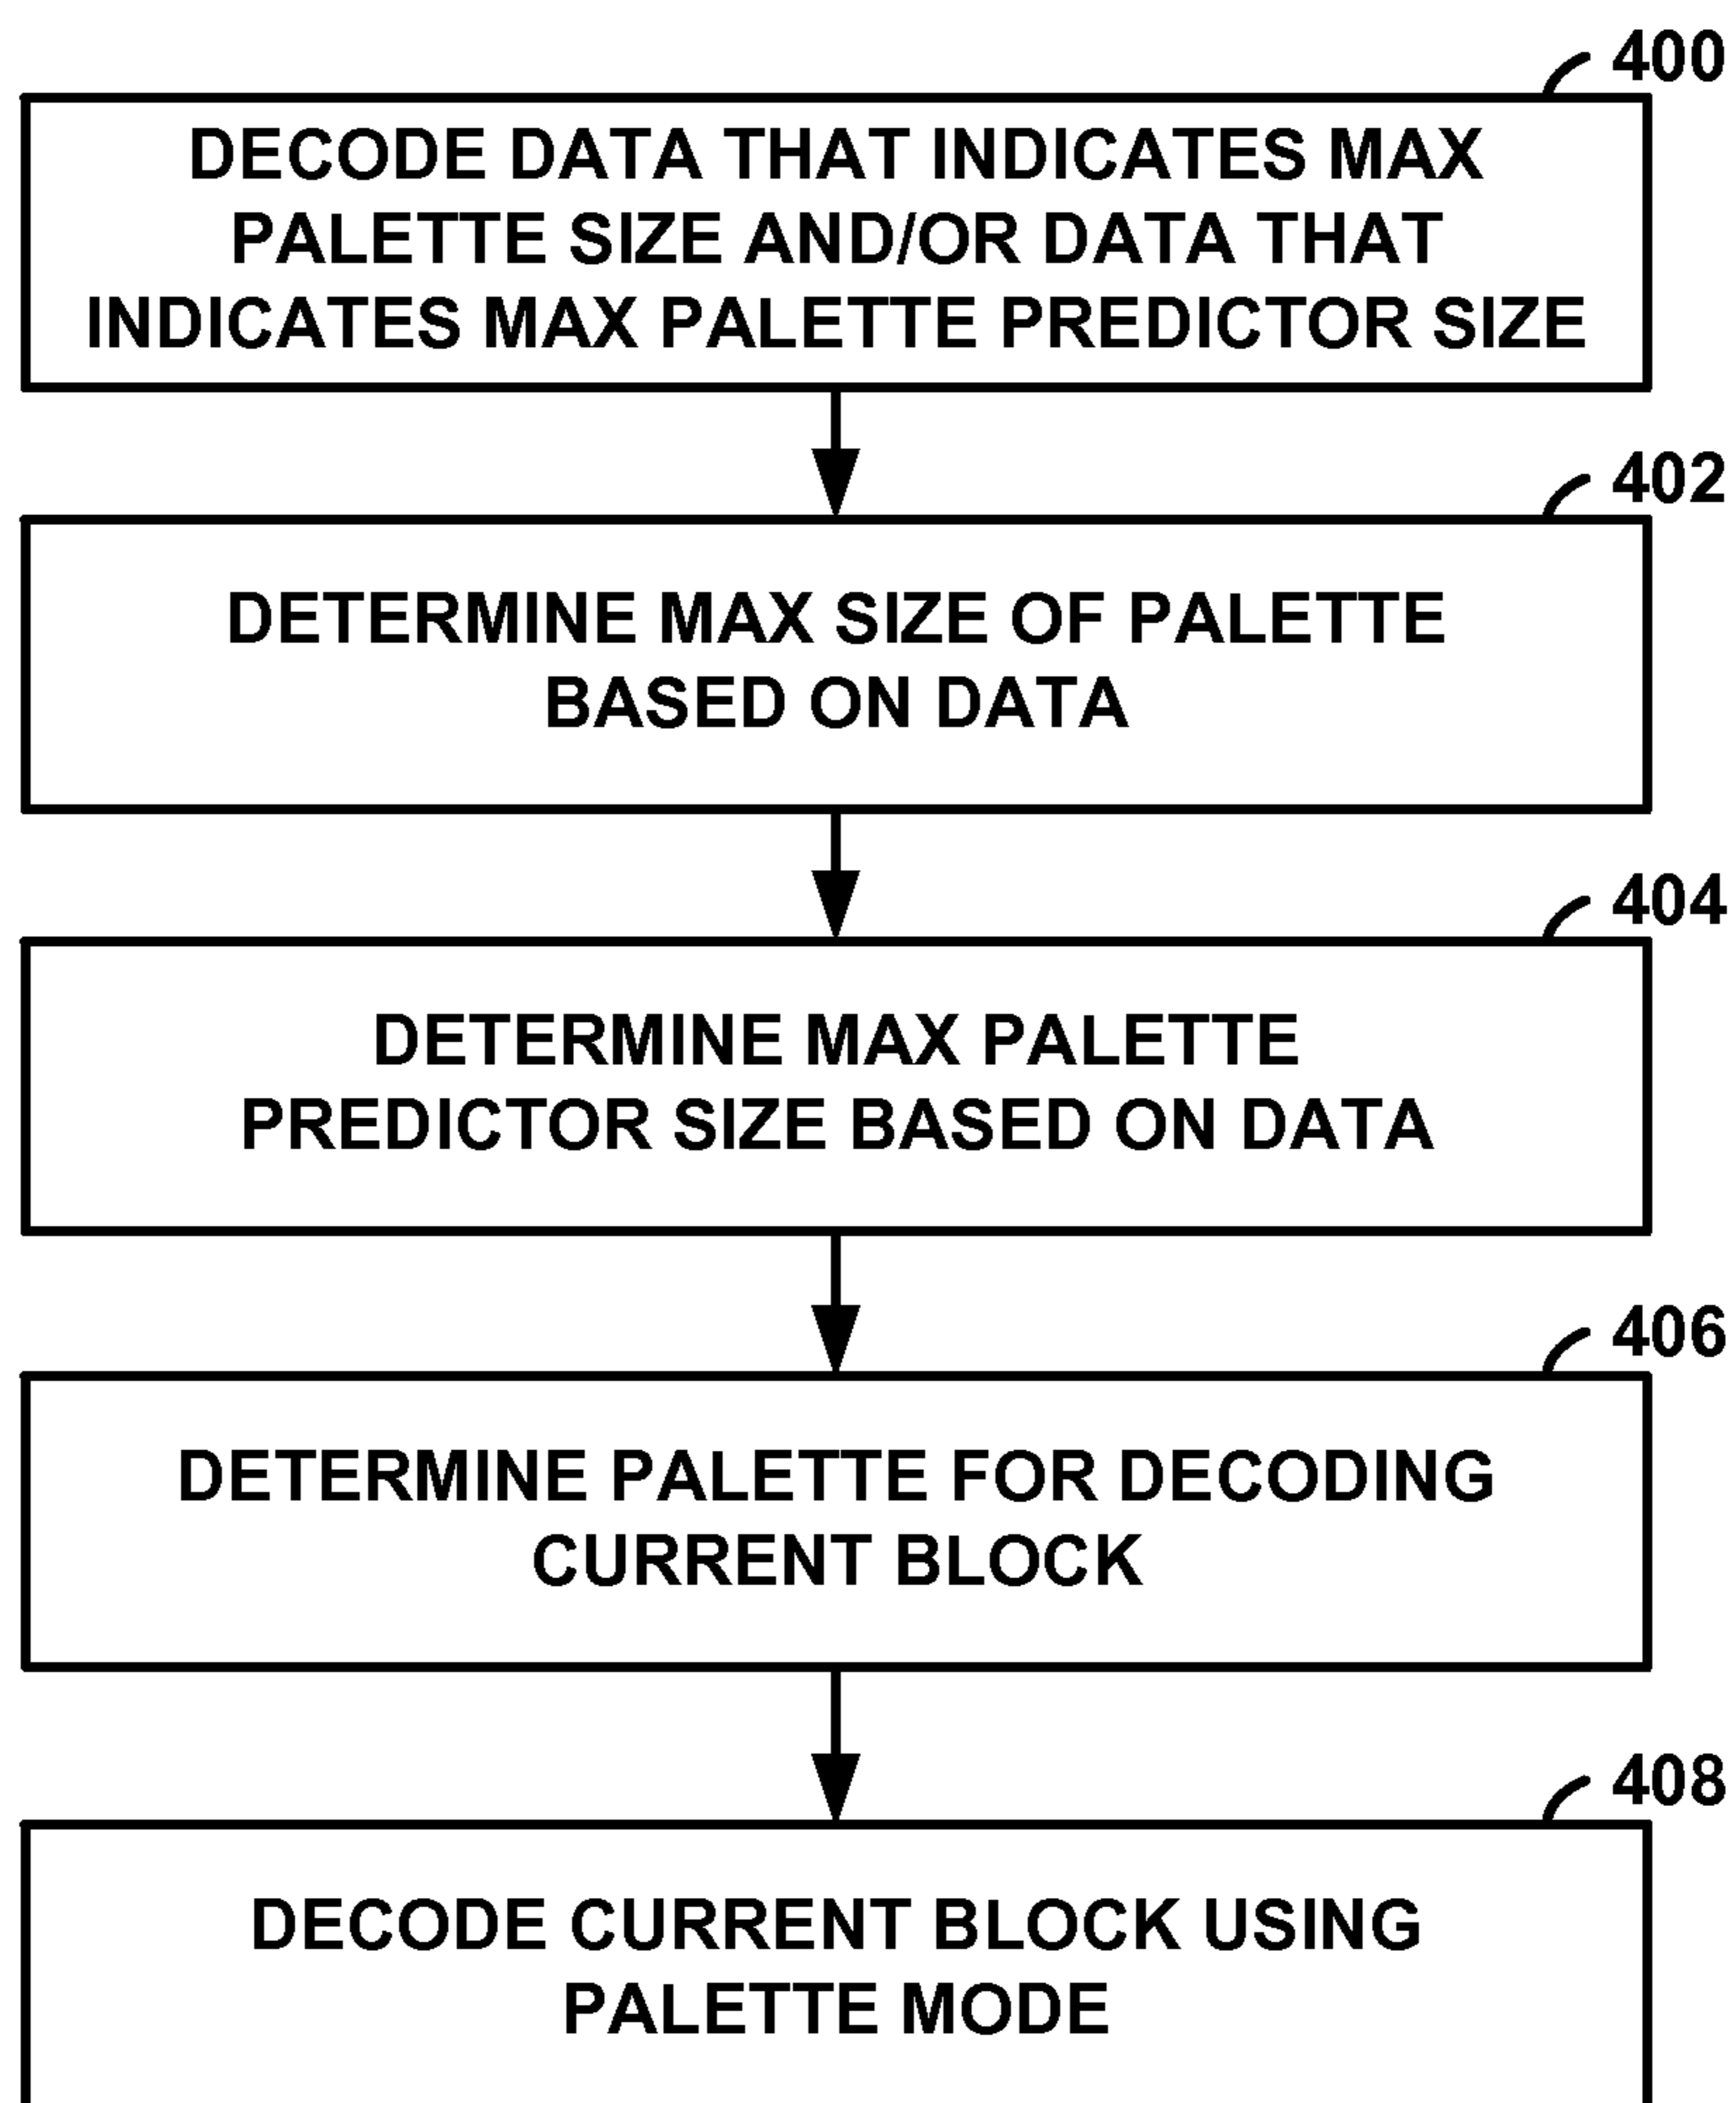 400
DECODE DATA THAT INDICATES MAX
PALETTE SIZE AND/OR DATA THAT
INDICATES MAX PALETTE PREDICTOR SIZE
402
DETERMINE MAX SIZE OF PALETTE
BASED ON DATA
404
DETERMINE MAX PALETTE
PREDICTOR SIZE BASED ON DATA
406
DETERMINE PALETTE FOR DECODING
CURRENT BLOCK
408
DECODE CURRENT BLOCK USING
PALETTE MODE